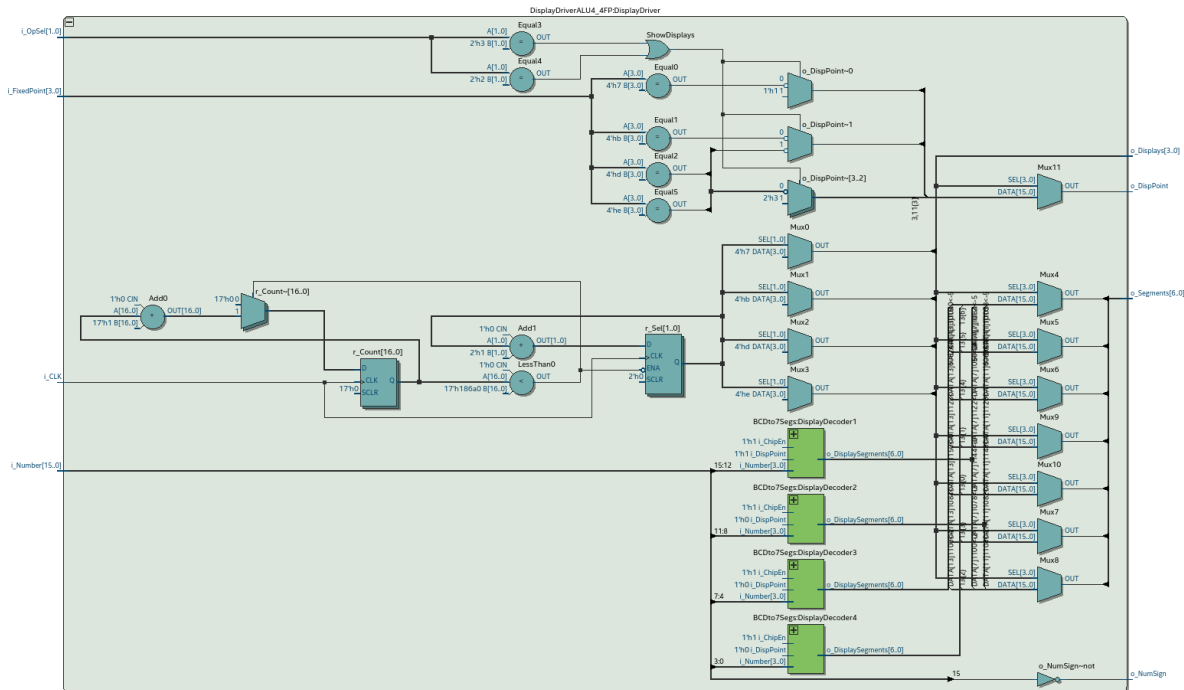 DisplayDriverALU4_4FP:DisplayDriver
i_OpSel[1..0]
Equal3
A[1..0]
2'h3 B[1..0]
=
OUT
ShowDisplays
Equal4
A[1..0]
2'h2 B[1..0]
=
OUT
Equal0
A[3..0]
4'h7 B[3..0]
=
OUT
o_DispPoint~0
0
1'h1 1
i_FixedPoint[3..0]
Equal1
A[3..0]
4'hb B[3..0]
=
OUT
o_DispPoint~1
0
1
Equal2
A[3..0]
4'hd B[3..0]
=
OUT
o_DispPoint~[3..2]
0
2'h3 1
Equal5
A[3..0]
4'he B[3..0]
=
OUT
o_Displays[3..0]
Mux11
SEL[3..0]
DATA[15..0]
OUT
o_DispPoint
Mux0
SEL[1..0]
4'h7 DATA[3..0]
OUT
Mux1
SEL[1..0]
4'hb DATA[3..0]
OUT
Mux2
SEL[1..0]
4'hd DATA[3..0]
OUT
Mux3
SEL[1..0]
4'he DATA[3..0]
OUT
Add0
1'h0 CIN
A[16..0]
17'h1 B[16..0]
+
OUT[16..0]
r_Count~[16..0]
17'h0 0
1
r_Count[16..0]
D
CLK
17'h0
SCLR
Q
i_CLK
Add1
1'h0 CIN
A[1..0]
2'h1 B[1..0]
+
OUT[1..0]
LessThan0
1'h0 CIN
A[16..0]
17'h186a0 B[16..0]
<
OUT
r_Sel[1..0]
D
CLK
ENA
2'h0
SCLR
Q
Mux4
SEL[3..0]
DATA[15..0]
OUT
o_Segments[6..0]
Mux5
SEL[3..0]
DATA[15..0]
OUT
Mux6
SEL[3..0]
DATA[15..0]
OUT
Mux9
SEL[3..0]
DATA[15..0]
OUT
Mux10
SEL[3..0]
DATA[15..0]
OUT
Mux7
SEL[3..0]
DATA[15..0]
OUT
Mux8
SEL[3..0]
DATA[15..0]
OUT
i_Number[15..0]
BCDto7Segs:DisplayDecoder1
1'h1 i_ChipEn
1'h1 i_DispPoint
15:12
i_Number[3..0]
o_DisplaySegments[6..0]
BCDto7Segs:DisplayDecoder2
1'h1 i_ChipEn
1'h0 i_DispPoint
11:8
i_Number[3..0]
o_DisplaySegments[6..0]
BCDto7Segs:DisplayDecoder3
1'h1 i_ChipEn
1'h0 i_DispPoint
7:4
i_Number[3..0]
o_DisplaySegments[6..0]
BCDto7Segs:DisplayDecoder4
1'h1 i_ChipEn
1'h0 i_DispPoint
3:0
i_Number[3..0]
o_DisplaySegments[6..0]
15
o_NumSign~not
o_NumSign